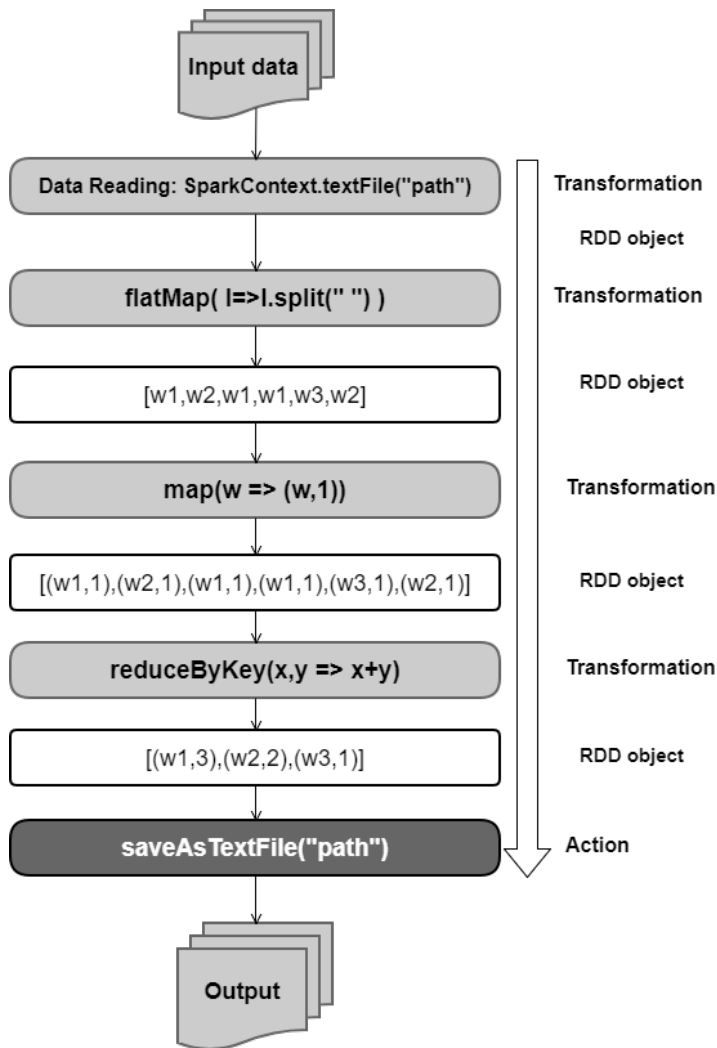 Input data
Data Reading: SparkContext.textFile("path")
Transformation
RDD object
flatMap( l=>l.split(" ") )
Transformation
[w1,w2,w1,w1,w3,w2]
RDD object
map(w => (w,1))
Transformation
[(w1,1),(w2,1),(w1,1),(w1,1),(w3,1),(w2,1)]
RDD object
reduceByKey(x,y => x+y)
Transformation
[(w1,3),(w2,2),(w3,1)]
RDD object
saveAsTextFile("path")
Action
Output